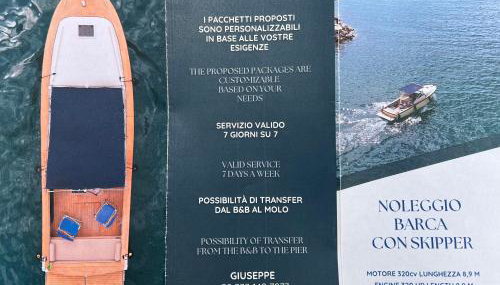 I PACCHETTI PROPOSTI
SONO PERSONALIZZABILI
IN BASE ALLE VOSTRE
ESIGENZE
THE PROPOSED PACKAGES ARE
CUSTOMIZABLE
BASED ON YOUR
NEEDS
SERVIZIO VALIDO
7 GIORNI SU 7
VALID SERVICE
7 DAYS A WEEK
POSSIBILITÀ DI TRANSFER
DAL B&B AL MOLO
POSSIBILITY OF TRANSFER
FROM THE B&B TO THE PIER
GIUSEPPE
NOLEGGIO
BARCA
CON SKIPPER
MOTORE 320cv LUNGHEZZA 8,9 M